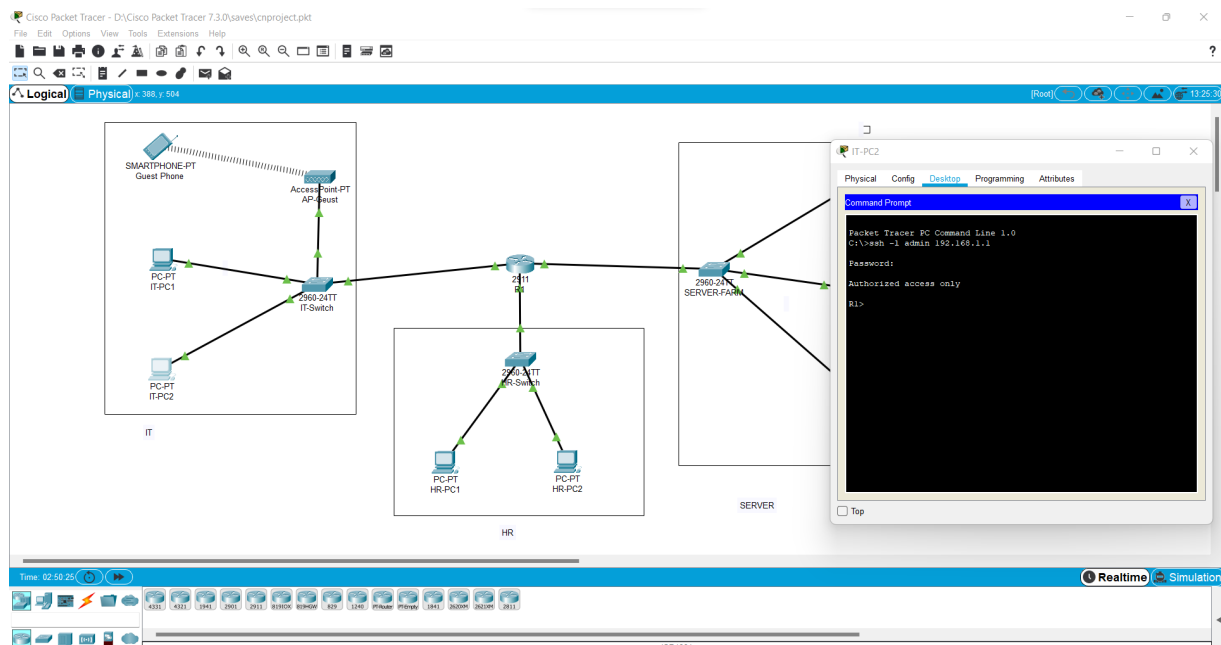 Cisco Packet Tracer - D:\Cisco Packet Tracer 7.3.0\saves\cnproject.pkt
File Edit Options View Tools Extensions Help
?
Logical Physical x: 388, y: 504 [Root] 13:25:30
SMARTPHONE-PT
Guest Phone
AccessPoint-PT
AP-Geust
PC-PT
IT-PC1
2960-24TT
IT-Switch
PC-PT
IT-PC2
IT
2911
R1
2960-24TT
HR-Switch
PC-PT
HR-PC1
PC-PT
HR-PC2
HR
2960-24TT
SERVER-FARM
SERVER
IT-PC2
Physical Config Desktop Programming Attributes
Command Prompt X
Packet Tracer PC Command Line 1.0
C:\>ssh -l admin 192.168.1.1
Password:
Authorized access only
R1>
Top
Time: 02:50:25 Realtime Simulation
4331 4321 1941 2901 2911 819IOX 819HGW 829 1240 PT-Router PT-Empty 1841 2620XM 2621XM 2811